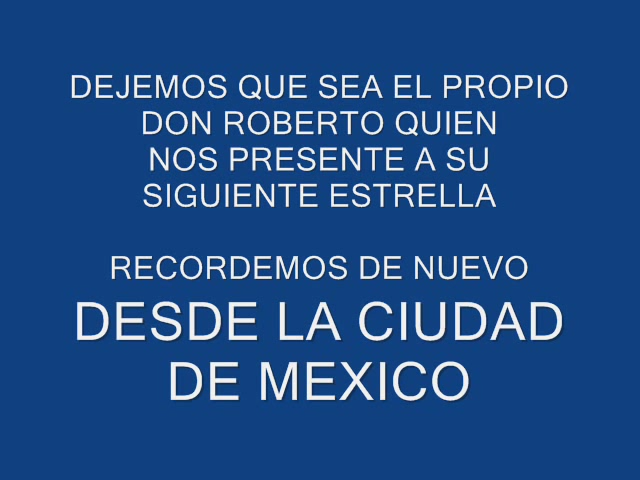 DEJEMOS QUE SEA EL PROPIO
DON ROBERTO QUIEN
NOS PRESENTE A SU
SIGUIENTE ESTRELLA
RECORDEMOS DE NUEVO
DESDE LA CIUDAD
DE MEXICO